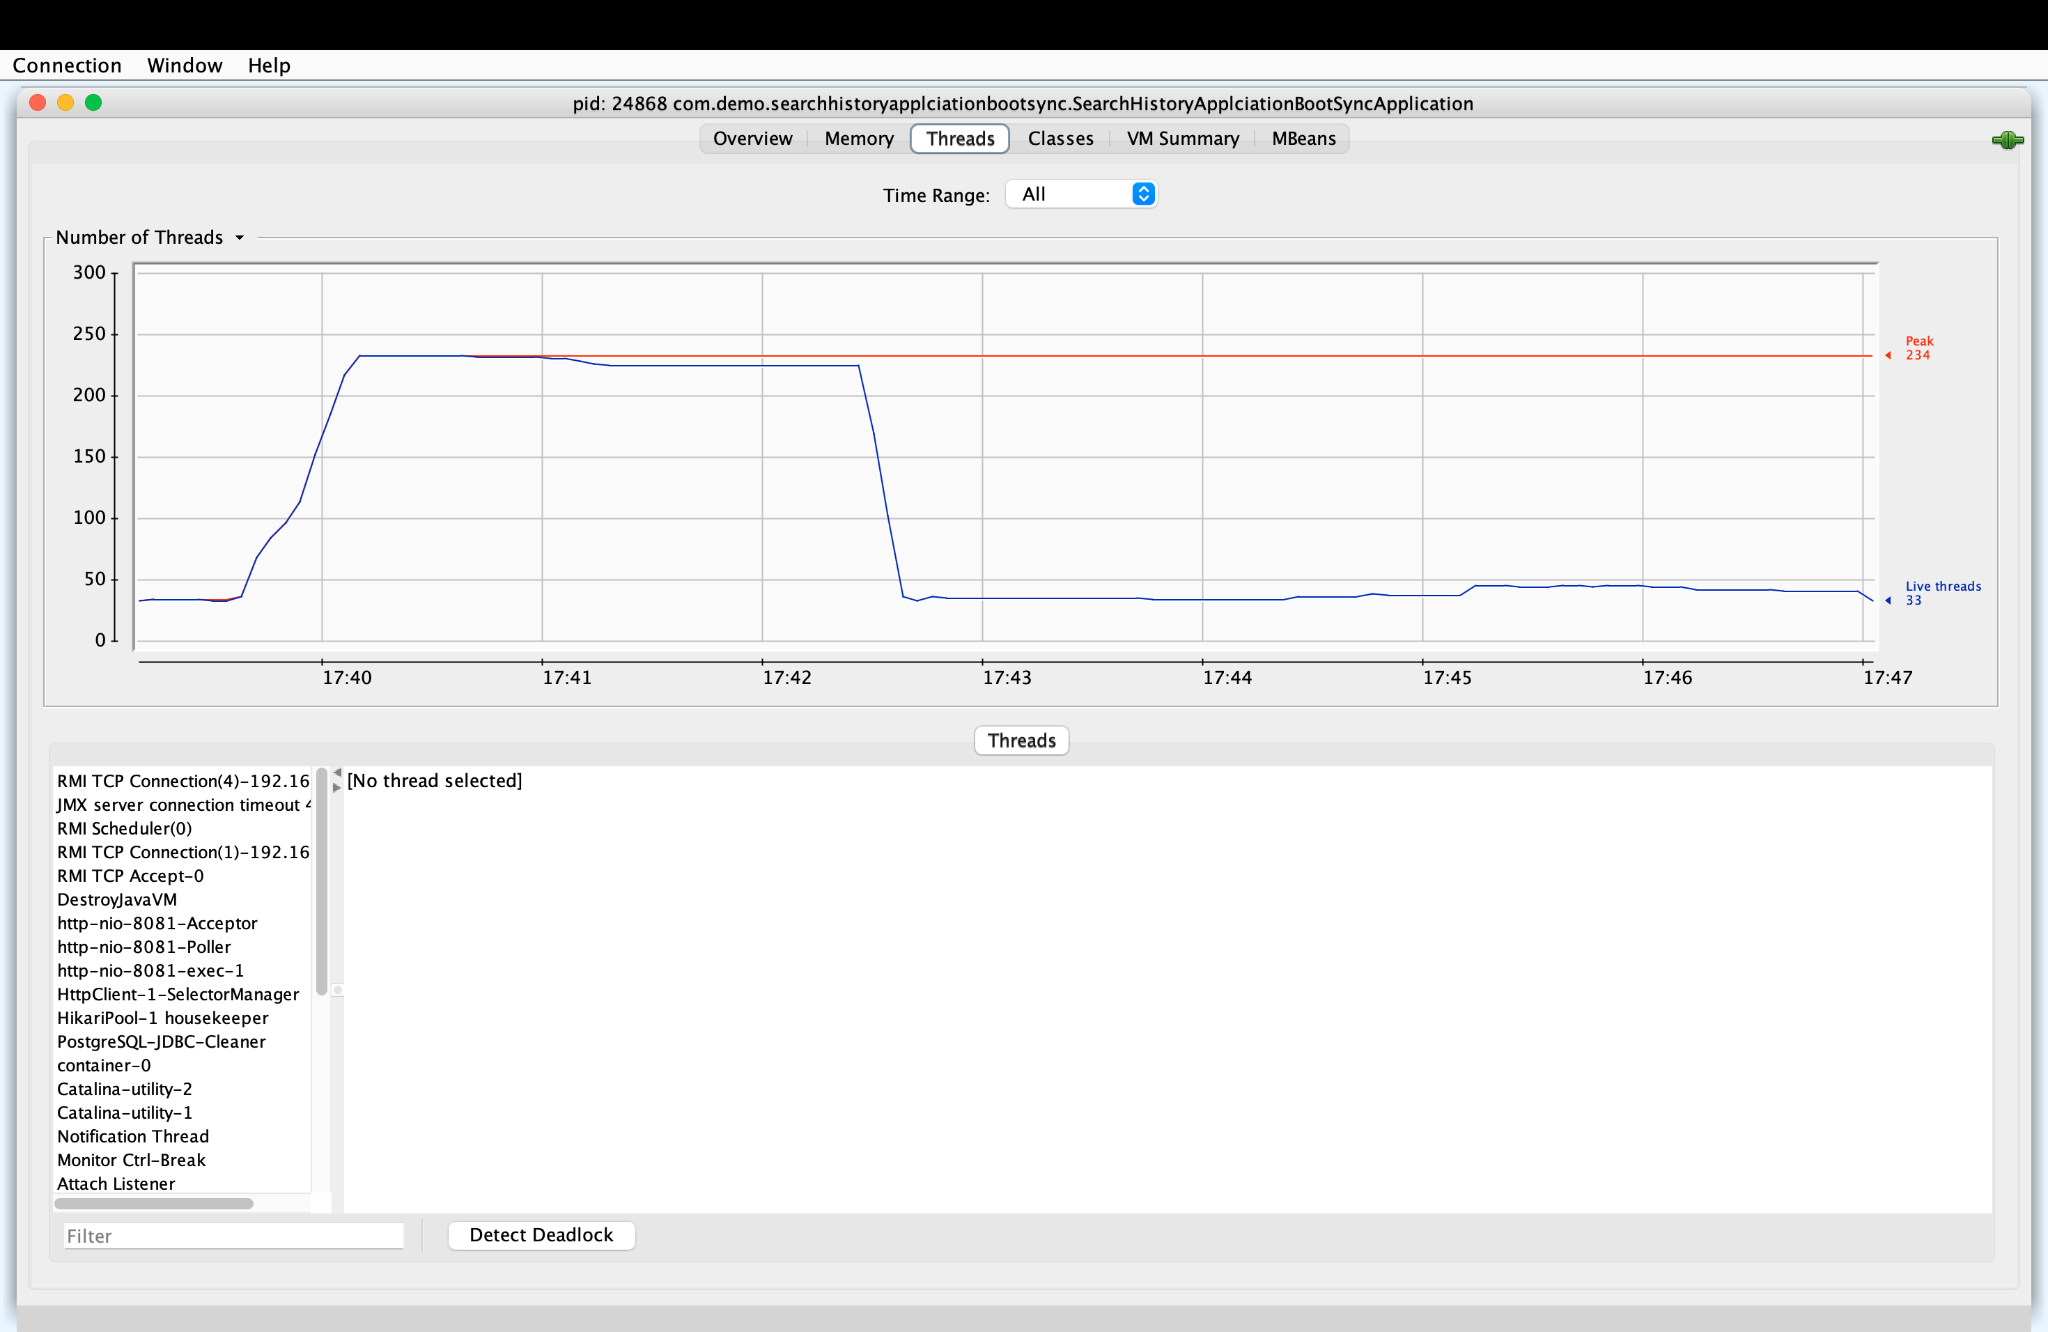 Connection Window Help
pid: 24868 com.demo.searchhistoryapplciationbootsync.SearchHistoryApplciationBootSyncApplication
Overview Memory Threads Classes VM Summary MBeans
Time Range: All
Number of Threads
300
250
200
150
100
50
0
Peak
234
Live threads
33
17:40 17:41 17:42 17:43 17:44 17:45 17:46 17:47
Threads
RMI TCP Connection(4)-192.16
JMX server connection timeout 4
RMI Scheduler(0)
RMI TCP Connection(1)-192.16
RMI TCP Accept-0
DestroyJavaVM
http-nio-8081-Acceptor
http-nio-8081-Poller
http-nio-8081-exec-1
HttpClient-1-SelectorManager
HikariPool-1 housekeeper
PostgreSQL-JDBC-Cleaner
container-0
Catalina-utility-2
Catalina-utility-1
Notification Thread
Monitor Ctrl-Break
Attach Listener
[No thread selected]
Filter
Detect Deadlock